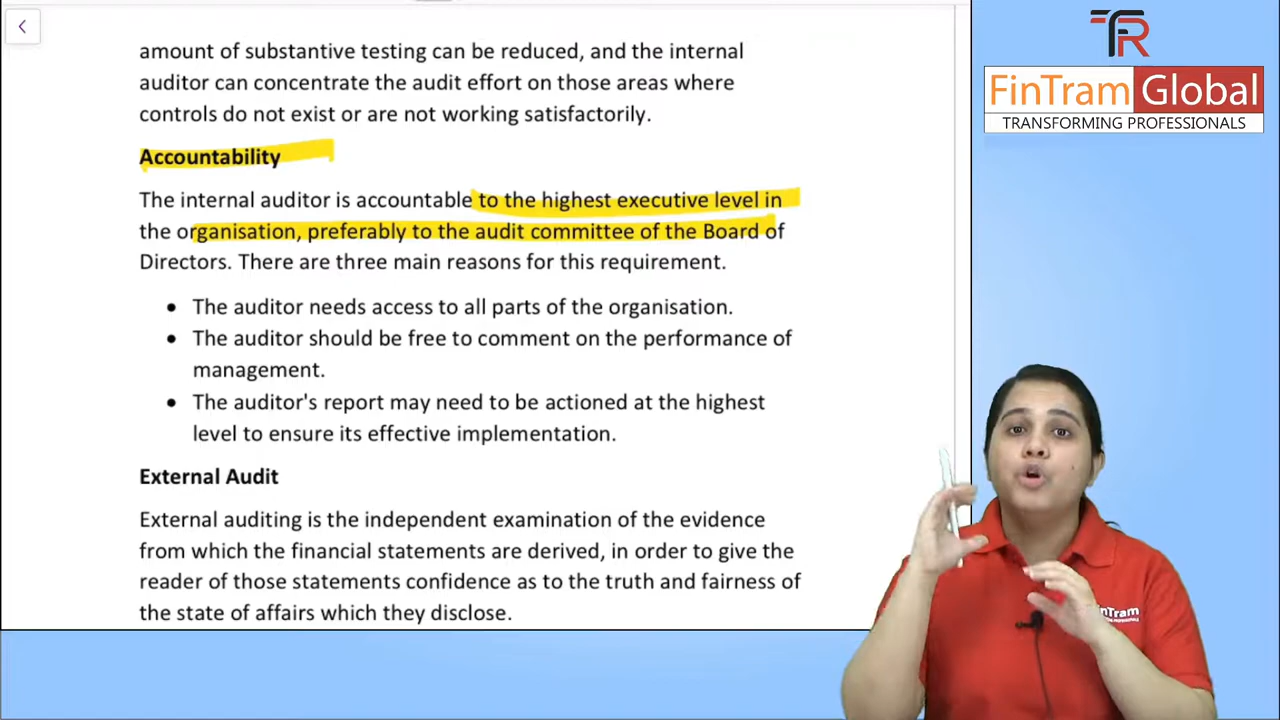 amount of substantive testing can be reduced, and the internal
auditor can concentrate the audit effort on those areas where
controls do not exist or are not working satisfactorily.
Accountability
The internal auditor is accountable to the highest executive level in
the organisation, preferably to the audit committee of the Board of
Directors. There are three main reasons for this requirement.
• The auditor needs access to all parts of the organisation.
• The auditor should be free to comment on the performance of
management.
• The auditor's report may need to be actioned at the highest
level to ensure its effective implementation.
External Audit
External auditing is the independent examination of the evidence
from which the financial statements are derived, in order to give the
reader of those statements confidence as to the truth and fairness of
the state of affairs which they disclose.
FinTram Global
TRANSFORMING PROFESSIONALS